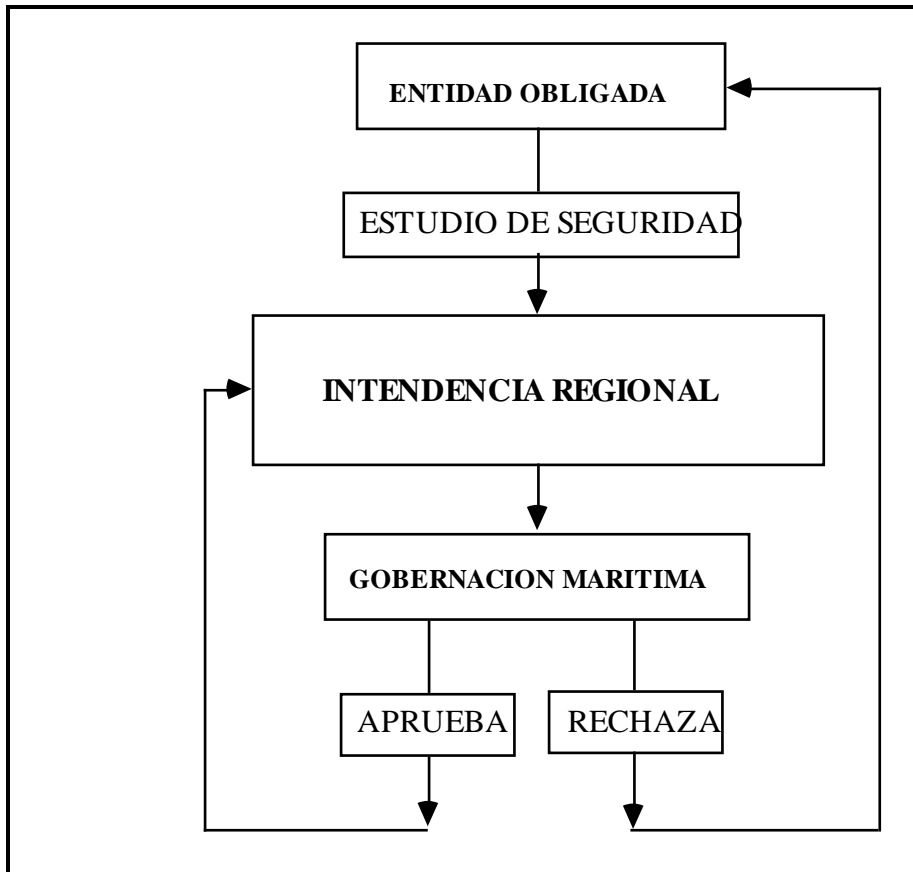 ENTIDAD OBLIGADA
ESTUDIO DE SEGURIDAD
INTENDENCIA REGIONAL
GOBERNACION MARITIMA
APRUEBA
RECHAZA